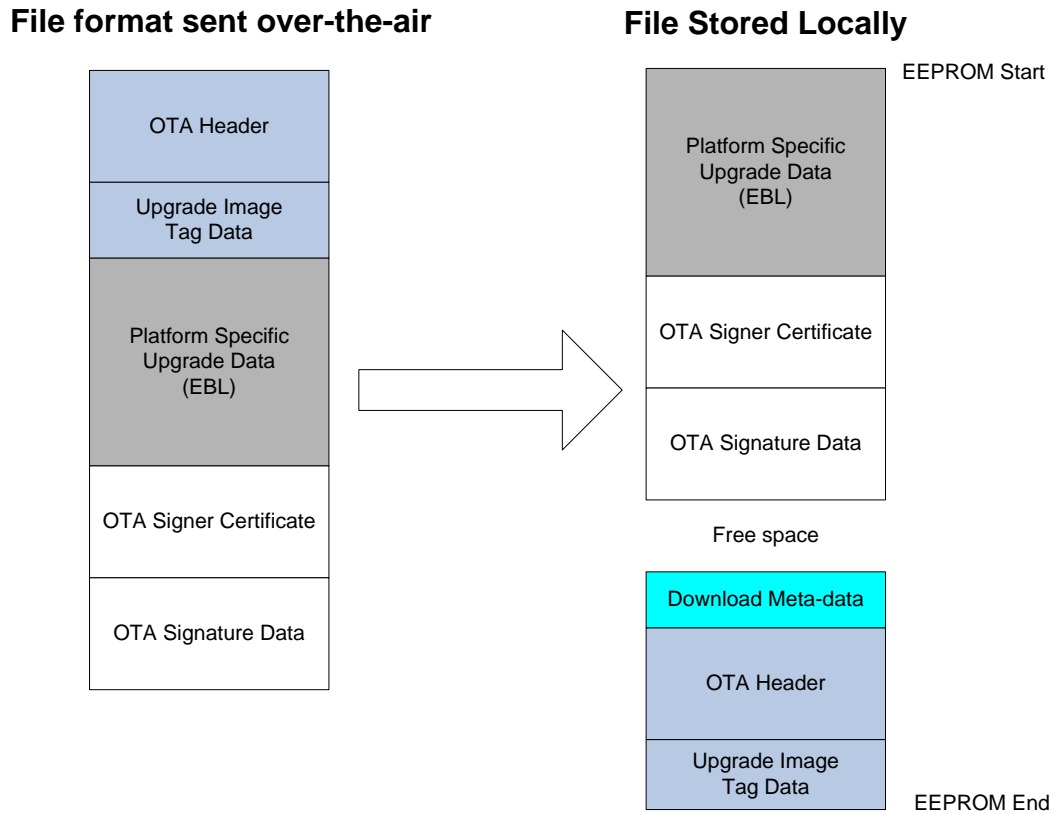 File format sent over-the-air
OTA Header
Upgrade Image
Tag Data
Platform Specific
Upgrade Data
(EBL)
OTA Signer Certificate
OTA Signature Data
File Stored Locally
EEPROM Start
Platform Specific
Upgrade Data
(EBL)
OTA Signer Certificate
OTA Signature Data
Free space
Download Meta-data
OTA Header
Upgrade Image
Tag Data
EEPROM End